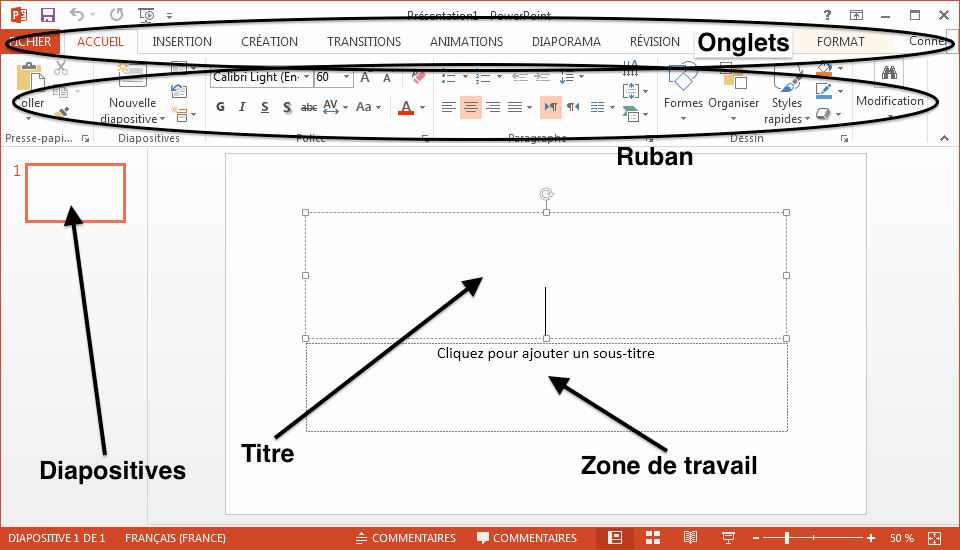 Présentation1 - PowerPoint
FICHIER ACCUEIL INSERTION CRÉATION TRANSITIONS ANIMATIONS DIAPORAMA RÉVISION Onglets FORMAT Connex
Calibri Light (En- 60
oller Nouvelle diapositive G I S S abc AV Aa A Formes Organiser Styles rapides Modification
Presse-papi... Diapositives Police Paragraphe Dessin
Ruban
1
Cliquez pour ajouter un sous-titre
Titre
Diapositives
Zone de travail
DIAPOSITIVE 1 DE 1 FRANÇAIS (FRANCE) COMMENTAIRES COMMENTAIRES 50 %